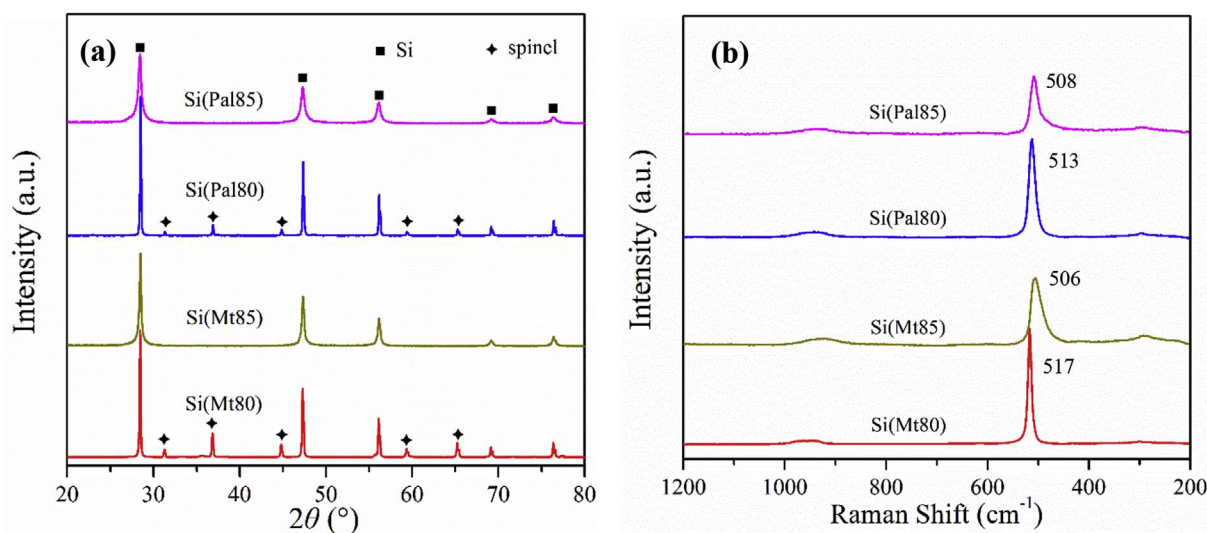 (a)
■ Si
✦ spinel
Si(Pal85)
Si(Pal80)
Si(Mt85)
Si(Mt80)
Intensity (a.u.)
20 30 40 50 60 70 80
2θ (°)
(b)
508
Si(Pal85)
513
Si(Pal80)
506
Si(Mt85)
517
Si(Mt80)
Intensity (a.u.)
1200 1000 800 600 400 200
Raman Shift (cm⁻¹)